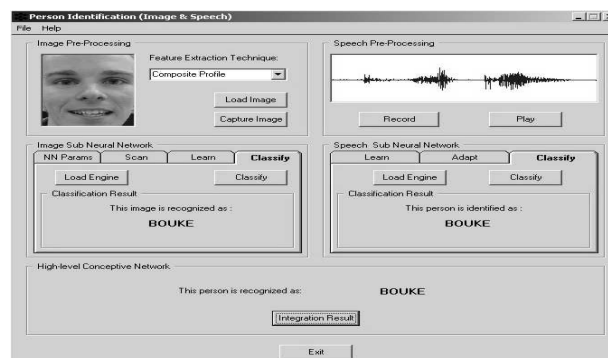 Person Identification (Image & Speech)
File Help
Image Pre-Processing
Feature Extraction Technique:
Composite Profile
Load Image
Capture Image
Speech Pre-Processing
Record Play
Image Sub Neural Network
NN Params Scan Learn Classify
Load Engine Classify
Classification Result
This image is recognized as :
BOUKE
Speech Sub Neural Network
Learn Adapt Classify
Load Engine Classify
Classification Result
This person is identified as :
BOUKE
High-level Conceptive Network
This person is recognized as: BOUKE
Integration Result
Exit